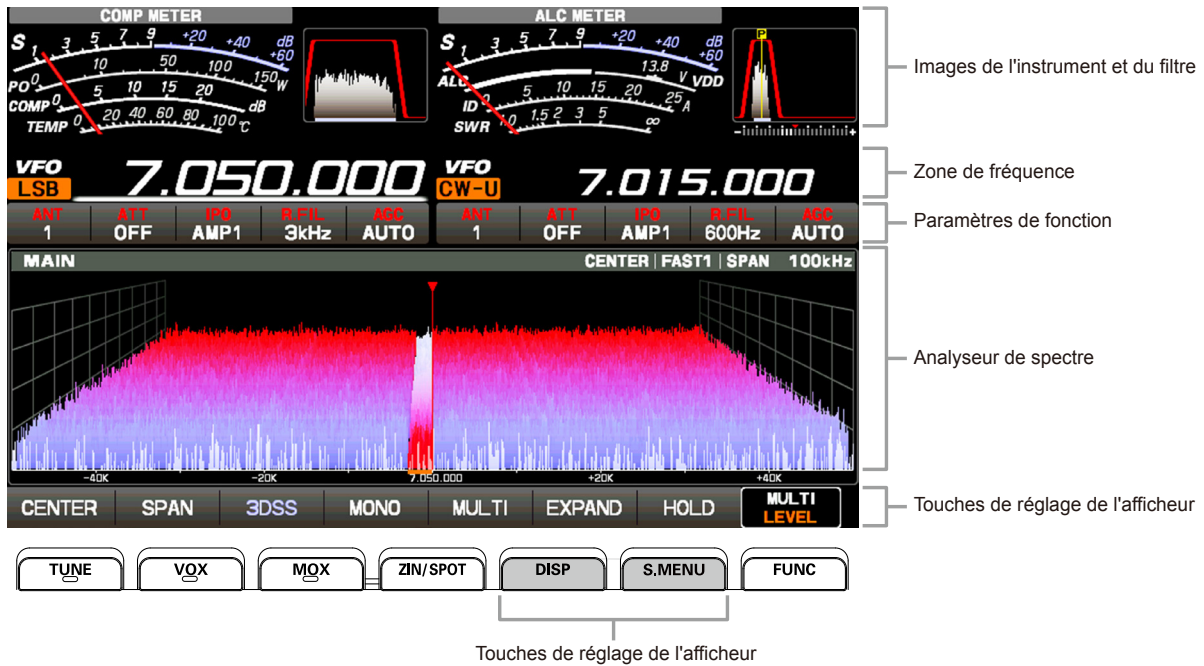 COMP METER
S 1 3 5 7 9 +20 +40 +60 dB
PO 0 10 50 100 150 W
COMP 0 5 10 15 20 dB
TEMP 0 20 40 60 80 100 °C
ALC METER
S 1 3 5 7 9 +20 +40 +60 dB
ALC 13.8 V VDD
ID 0 5 10 15 20 25 A
SWR 1.0 1.5 2 3 5 ∞
P
- +
Images de l'instrument et du filtre
VFO LSB 7.050.000
VFO CW-U 7.015.000
Zone de fréquence
ANT ATT IPO R.FIL AGC ANT ATT IPO R.FIL AGC
1 OFF AMP1 3kHz AUTO 1 OFF AMP1 600Hz AUTO
Paramètres de fonction
MAIN CENTER | FAST1 | SPAN 100kHz
Analyseur de spectre
-40K -20K 7.050.000 +20K +40K
CENTER SPAN 3DSS MONO MULTI EXPAND HOLD MULTI LEVEL
Touches de réglage de l'afficheur
TUNE VOX MOX ZIN/SPOT DISP S.MENU FUNC
Touches de réglage de l'afficheur